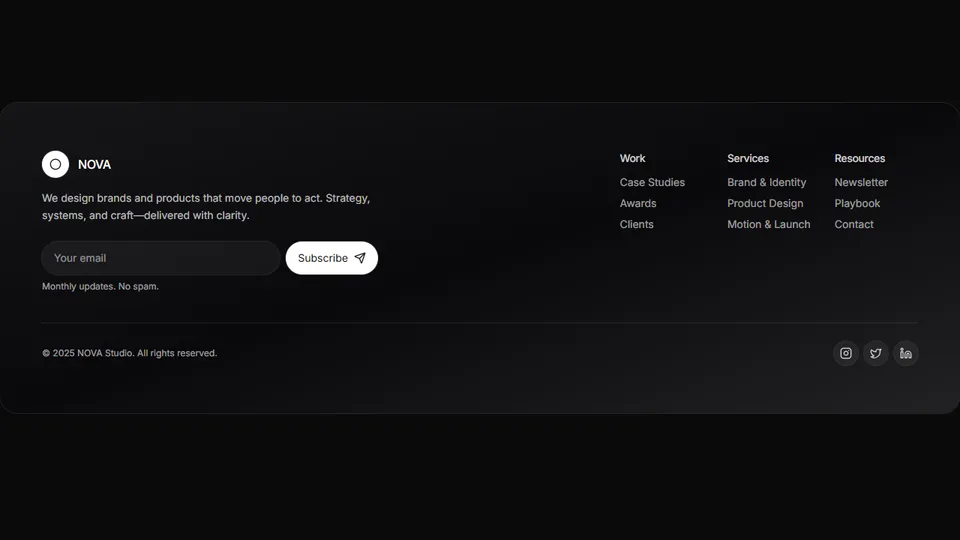 NOVA
We design brands and products that move people to act. Strategy,
systems, and craft—delivered with clarity.
Your email
Subscribe
Monthly updates. No spam.
Work
Case Studies
Awards
Clients
Services
Brand & Identity
Product Design
Motion & Launch
Resources
Newsletter
Playbook
Contact
© 2025 NOVA Studio. All rights reserved.